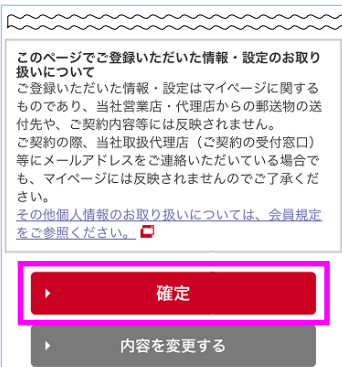 このページでご登録いただいた情報・設定のお取り
扱いについて
ご登録いただいた情報・設定はマイページに関する
ものであり、当社営業店・代理店からの郵送物の送
付先や、ご契約内容等には反映されません。
ご契約の際、当社取扱代理店（ご契約の受付窓口）
等にメールアドレスをご連絡いただいている場合で
も、マイページには反映されませんのでご了承くだ
さい。
その他個人情報のお取り扱いについては、会員規定
をご参照ください。
確定
内容を変更する